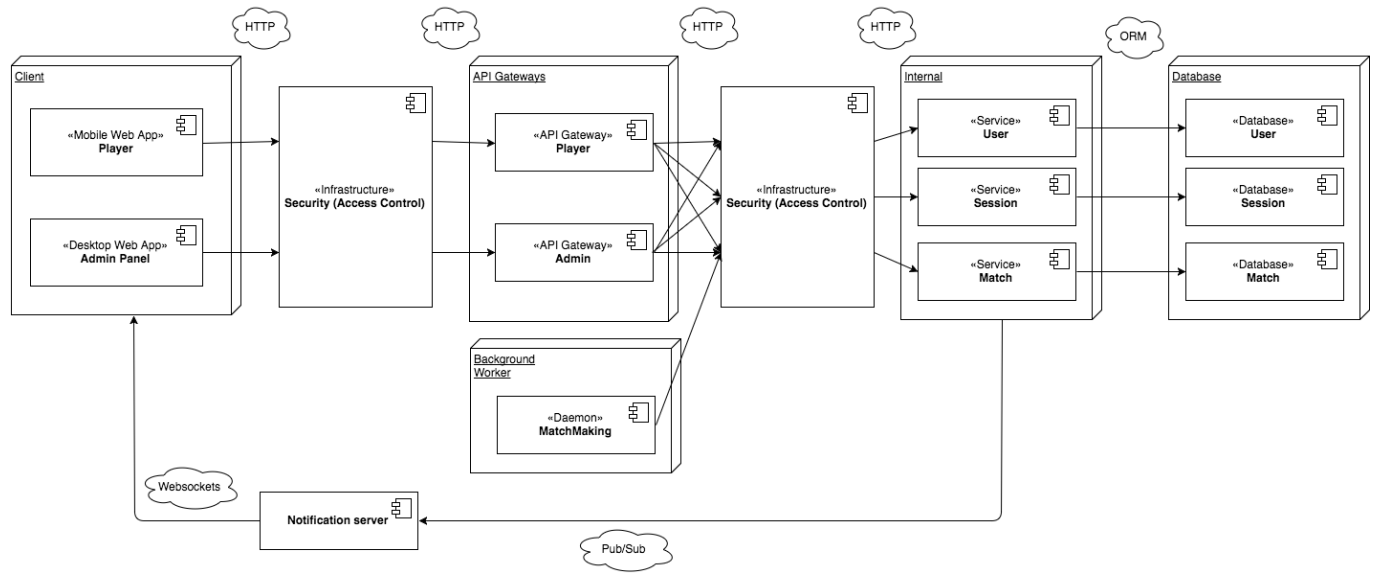 HTTP
HTTP
HTTP
HTTP
ORM
Client
«Mobile Web App»
Player
«Desktop Web App»
Admin Panel
«Infrastructure»
Security (Access Control)
API Gateways
«API Gateway»
Player
«API Gateway»
Admin
Background
Worker
«Daemon»
MatchMaking
«Infrastructure»
Security (Access Control)
Internal
«Service»
User
«Service»
Session
«Service»
Match
Database
«Database»
User
«Database»
Session
«Database»
Match
Websockets
Notification server
Pub/Sub